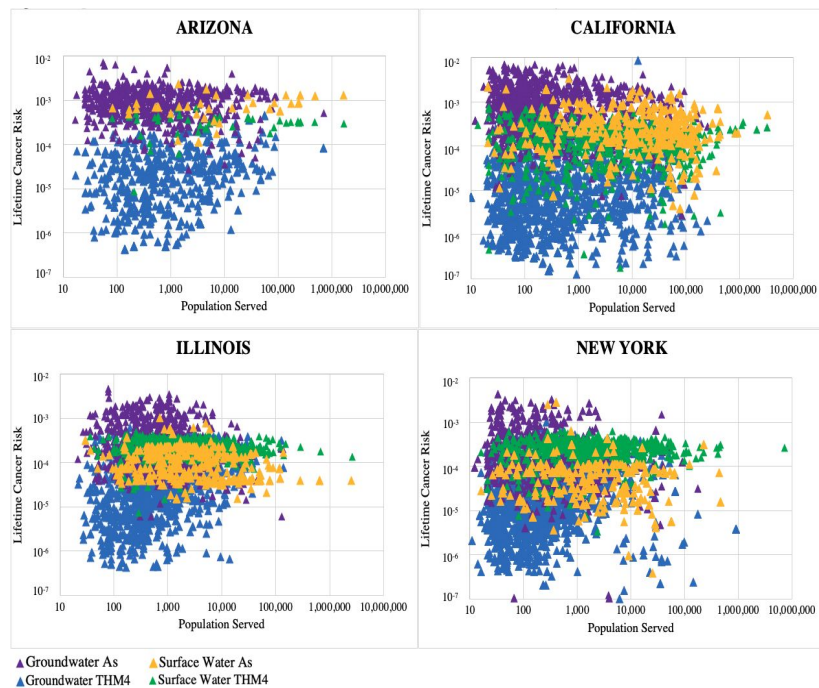 ARIZONA
Lifetime Cancer Risk
10-2
10-3
10-4
10-5
10-6
10-7
10 100 1,000 10,000 100,000 1,000,000 10,000,000
Population Served
CALIFORNIA
Lifetime Cancer Risk
10-2
10-3
10-4
10-5
10-6
10-7
10 100 1,000 10,000 100,000 1,000,000 10,000,000
Population Served
ILLINOIS
Lifetime Cancer Risk
10-2
10-3
10-4
10-5
10-6
10-7
10 100 1,000 10,000 100,000 1,000,000 10,000,000
Population Served
NEW YORK
Lifetime Cancer Risk
10-2
10-3
10-4
10-5
10-6
10-7
10 100 1,000 10,000 100,000 1,000,000 10,000,000
Population Served
Groundwater As Surface Water As
Groundwater THM4 Surface Water THM4